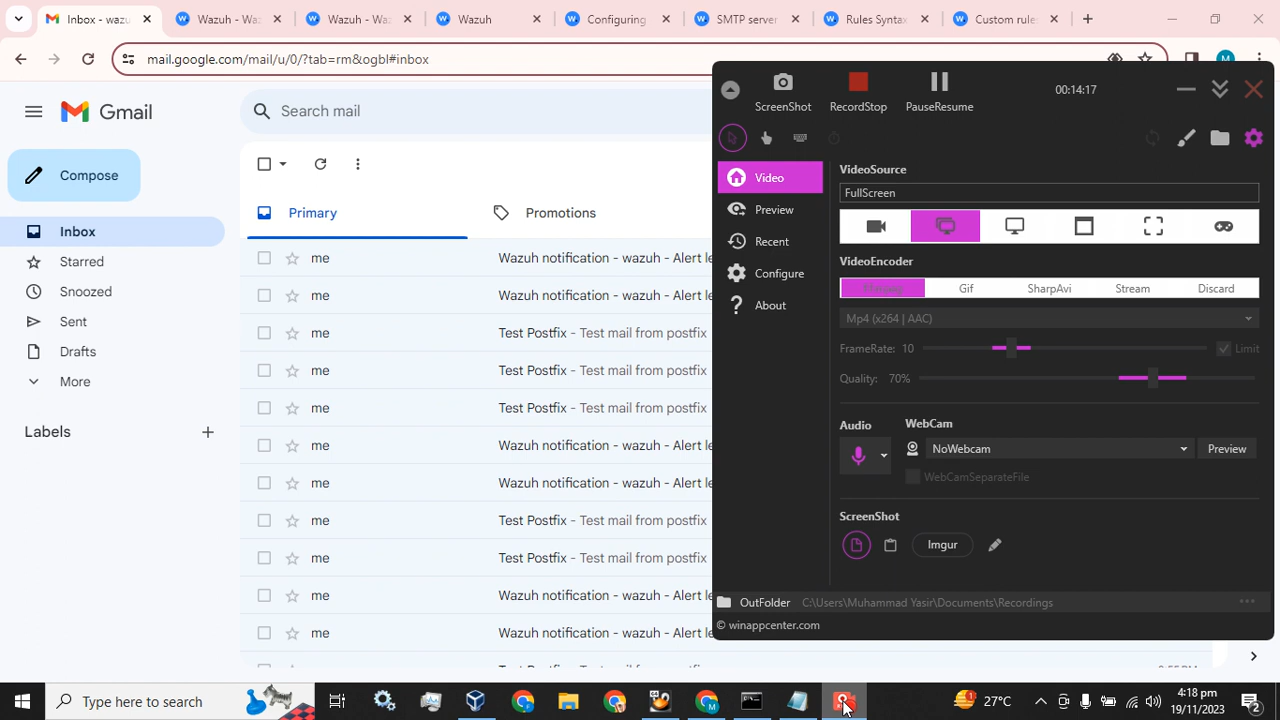 Inbox - wazu
Wazuh - Wa
Wazuh - Wa
Wazuh
Configuring
SMTP server
Rules Syntax
Custom rule
mail.google.com/mail/u/0/?tab=rm&ogbl#inbox
M
Gmail
Search mail
Compose
Inbox
Starred
Snoozed
Sent
Drafts
More
Labels
Primary
Promotions
me Wazuh notification - wazuh - Alert le
me Wazuh notification - wazuh - Alert le
me Test Postfix - Test mail from postfix
me Test Postfix - Test mail from postfix
me Test Postfix - Test mail from postfix
me Wazuh notification - wazuh - Alert le
me Wazuh notification - wazuh - Alert le
me Test Postfix - Test mail from postfix
me Test Postfix - Test mail from postfix
me Wazuh notification - wazuh - Alert le
me Wazuh notification - wazuh - Alert le
ScreenShot
RecordStop
PauseResume
00:14:17
Video
Preview
Recent
Configure
About
VideoSource
FullScreen
VideoEncoder
Gif
SharpAvi
Stream
Discard
Mp4 (x264 | AAC)
FrameRate: 10
Limit
Quality: 70%
Audio
WebCam
NoWebcam
Preview
WebCamSeparateFile
ScreenShot
Imgur
OutFolder C:\Users\Muhammad Yasir\Documents\Recordings
© winappcenter.com
Type here to search
1
27°C
4:18 pm
19/11/2023
2